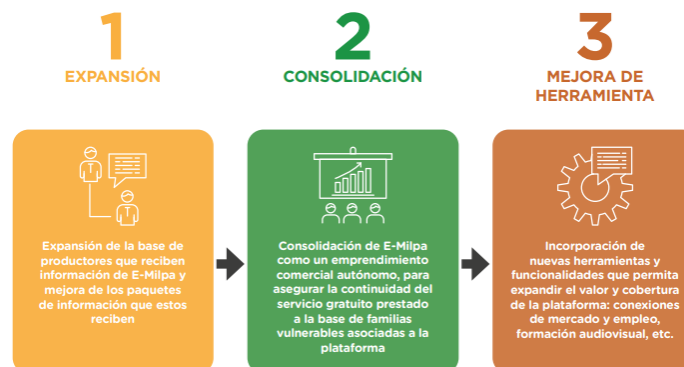 1
EXPANSIÓN
Expansión de la base de
productores que reciben
información de E-Milpa y
mejora de los paquetes
de información que estos
reciben
2
CONSOLIDACIÓN
Consolidación de E-Milpa
como un emprendimiento
comercial autónomo, para
asegurar la continuidad del
servicio gratuito prestado
a la base de familias
vulnerables asociadas a la
plataforma
3
MEJORA DE
HERRAMIENTA
Incorporación de
nuevas herramientas y
funcionalidades que permita
expandir el valor y cobertura
de la plataforma: conexiones
de mercado y empleo,
formación audiovisual, etc.